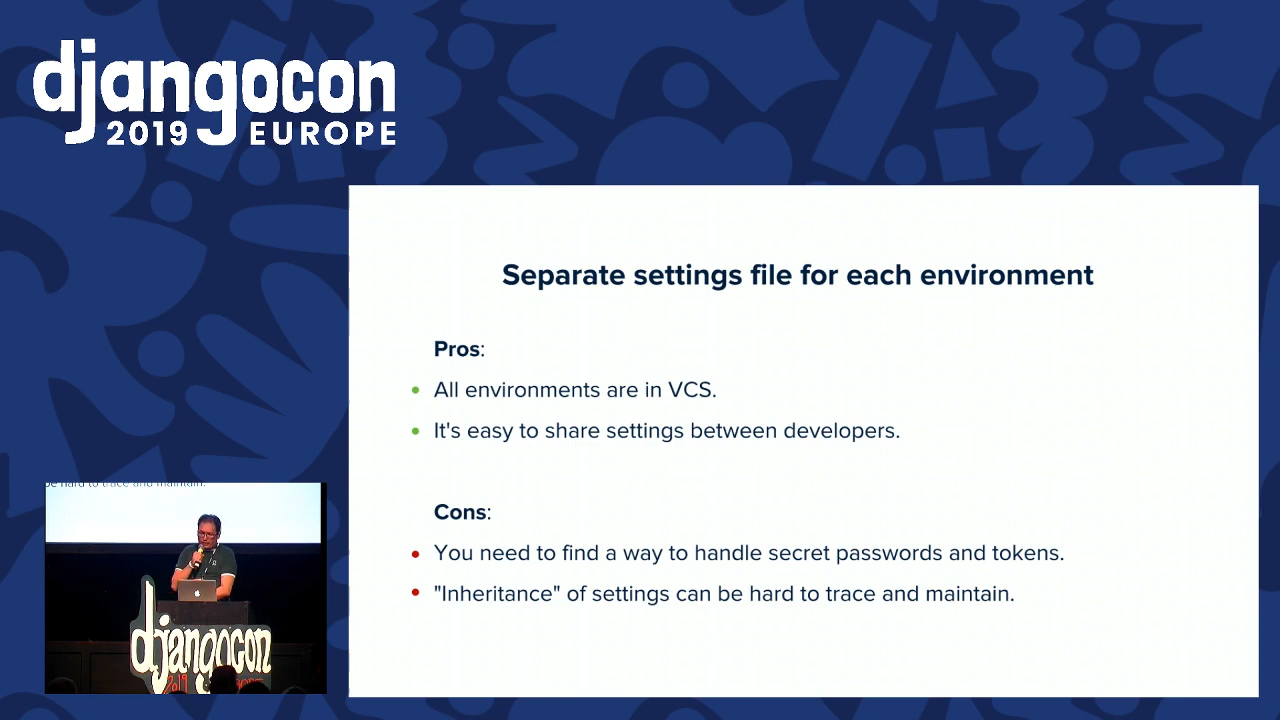 djangocon
2019 EUROPE
Separate settings file for each environment
Pros:
All environments are in VCS.
It's easy to share settings between developers.
Cons:
You need to find a way to handle secret passwords and tokens.
"Inheritance" of settings can be hard to trace and maintain.
be hard to trace and maintain.
djangocon
2019